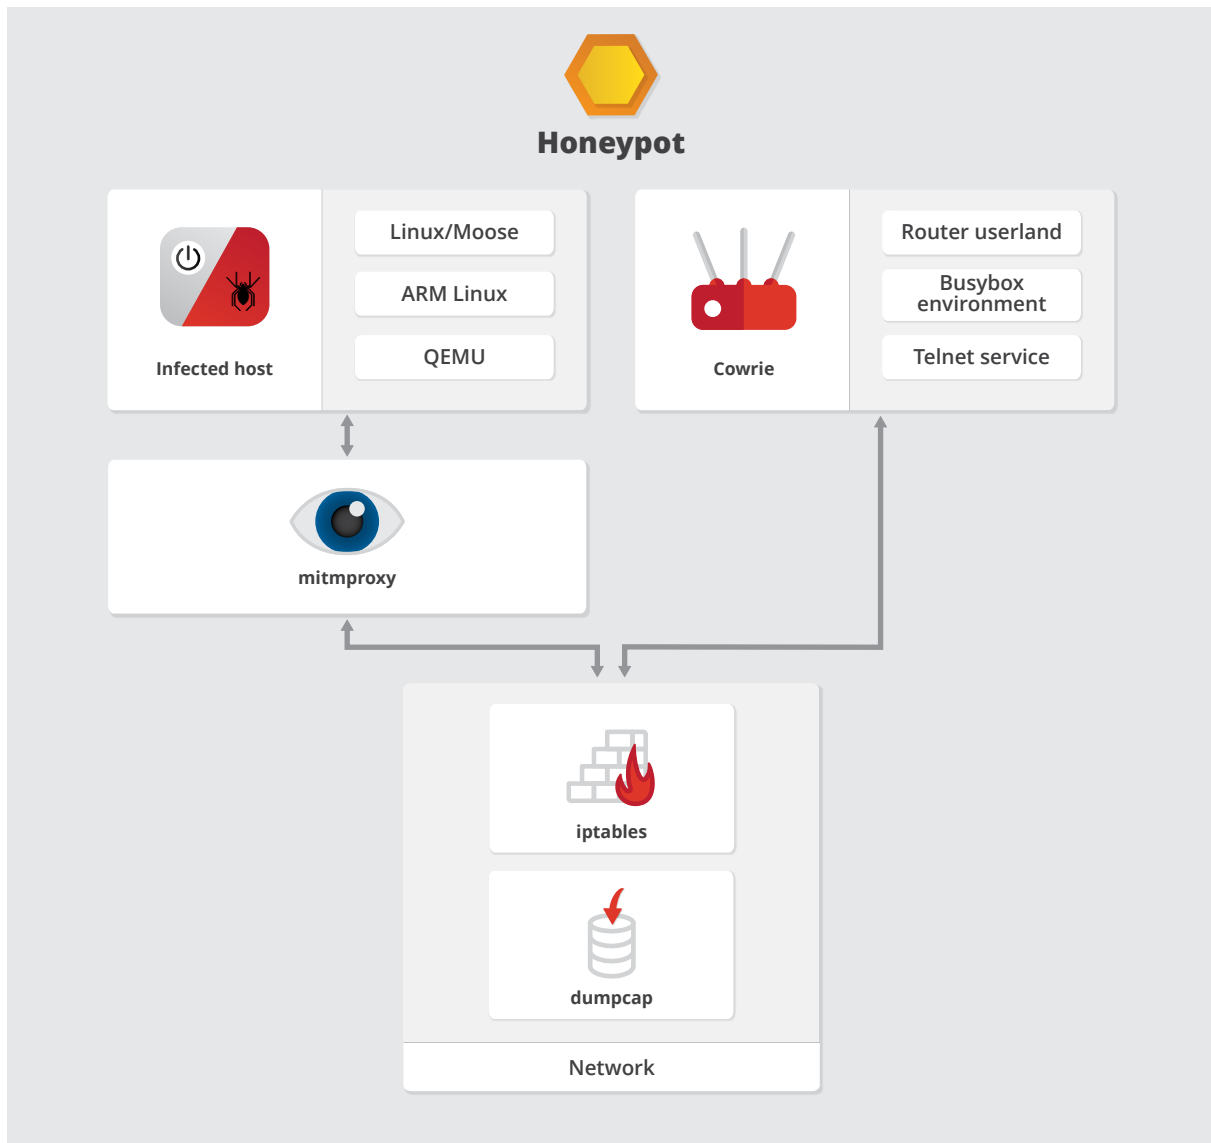 Honeypot
Infected host
Linux/Moose
ARM Linux
QEMU
Cowrie
Router userland
Busybox
environment
Telnet service
mitmproxy
iptables
dumpcap
Network